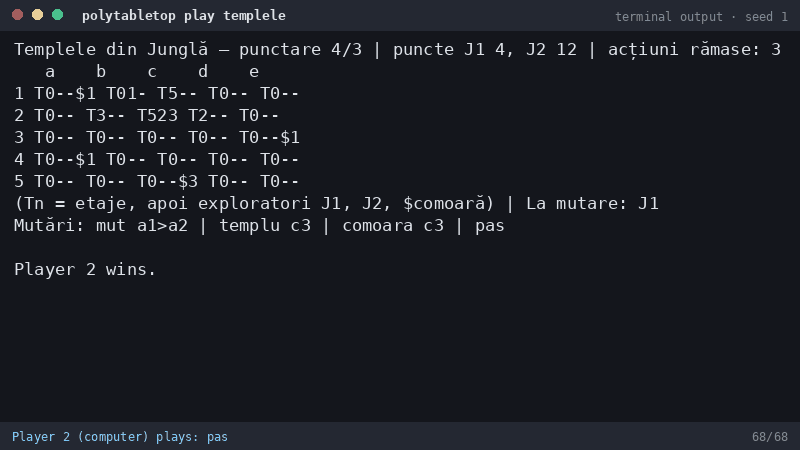 polytabletop play templele
terminal output · seed 1
Templele din Junglă — punctare 4/3 | puncte J1 4, J2 12 | acțiuni rămase: 3
a b c d e
1 T0--$1 T01- T5-- T0-- T0--
2 T0-- T3-- T523 T2-- T0--
3 T0-- T0-- T0-- T0-- T0--$1
4 T0--$1 T0-- T0-- T0-- T0--
5 T0-- T0-- T0--$3 T0-- T0--
(Tn = etaje, apoi exploratori J1, J2, $comoară) | La mutare: J1
Mutări: mut a1>a2 | templu c3 | comoara c3 | pas
Player 2 wins.
Player 2 (computer) plays: pas
68/68